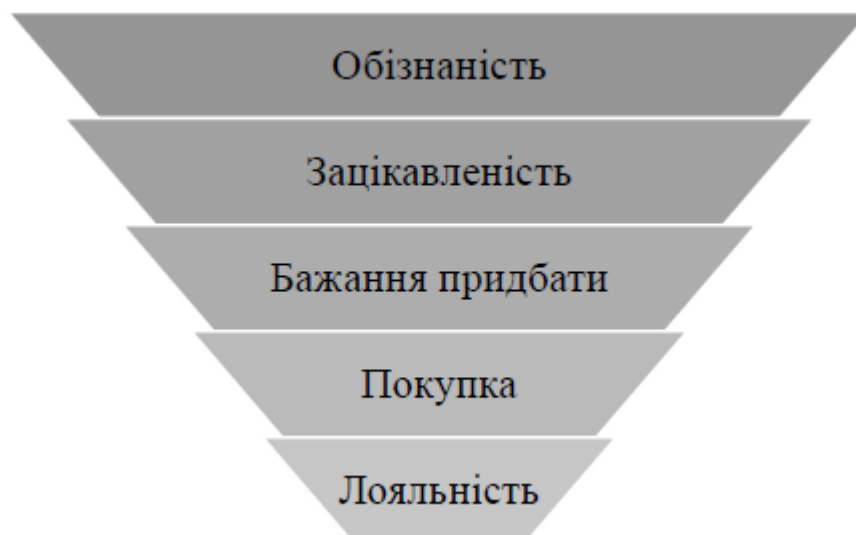 Обізнаність
Зацікавленість
Бажання придбати
Покупка
Лояльність